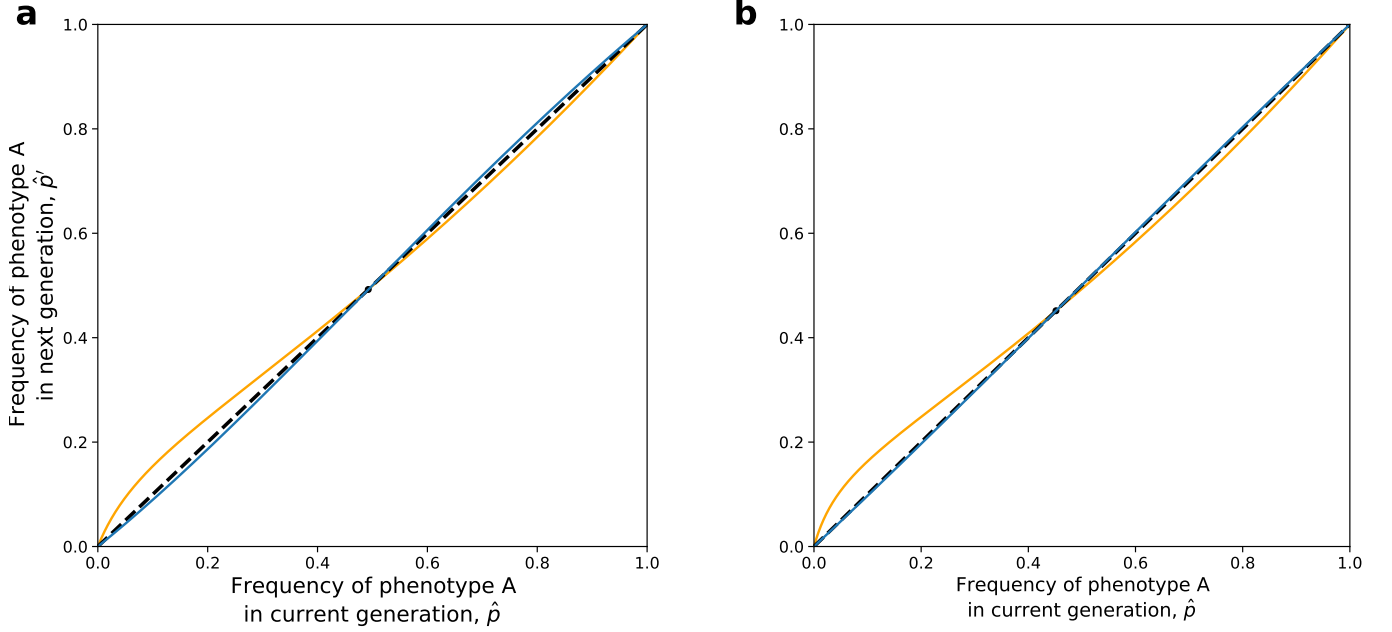 a
1.0
0.8
0.6
0.4
0.2
0.0
Frequency of phenotype A
in next generation, p̂′
0.0 0.2 0.4 0.6 0.8 1.0
Frequency of phenotype A
in current generation, p̂
b
1.0
0.8
0.6
0.4
0.2
0.0
0.0 0.2 0.4 0.6 0.8 1.0
Frequency of phenotype A
in current generation, p̂